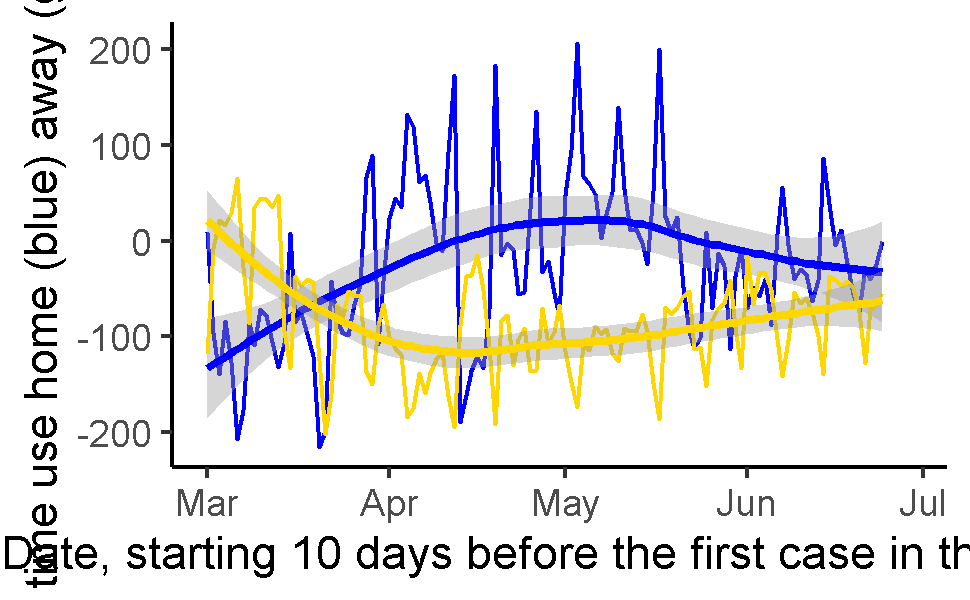 time use home (blue) away (
200
100
0
-100
-200
Mar Apr May Jun Jul
Date, starting 10 days before the first case in